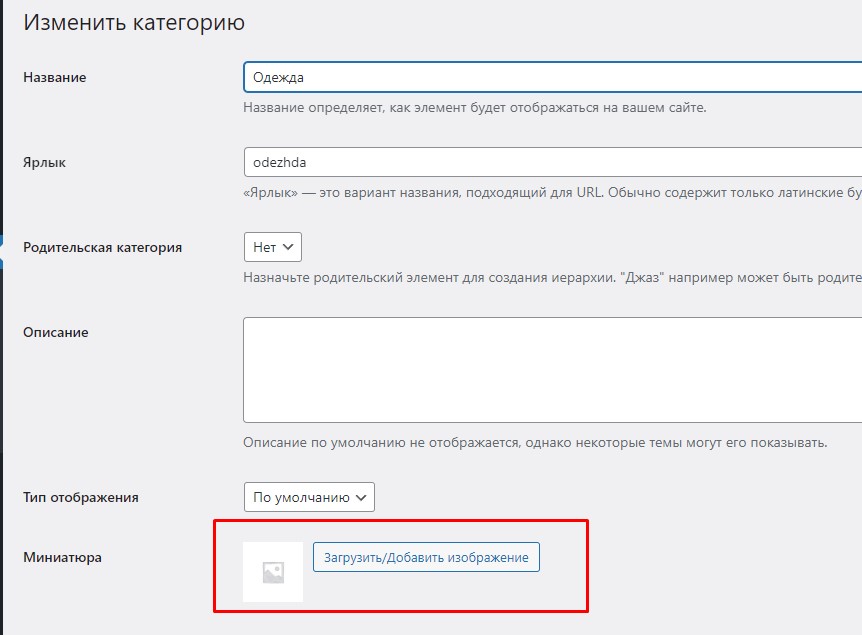 Изменить категорию
Название
Одежда
Название определяет, как элемент будет отображаться на вашем сайте.
Ярлык
odezhda
«Ярлык» — это вариант названия, подходящий для URL. Обычно содержит только латинские бу
Родительская категория
Нет
Назначьте родительский элемент для создания иерархии. "Джаз" например может быть родите
Описание
Описание по умолчанию не отображается, однако некоторые темы могут его показывать.
Тип отображения
По умолчанию
Миниатюра
Загрузить/Добавить изображение